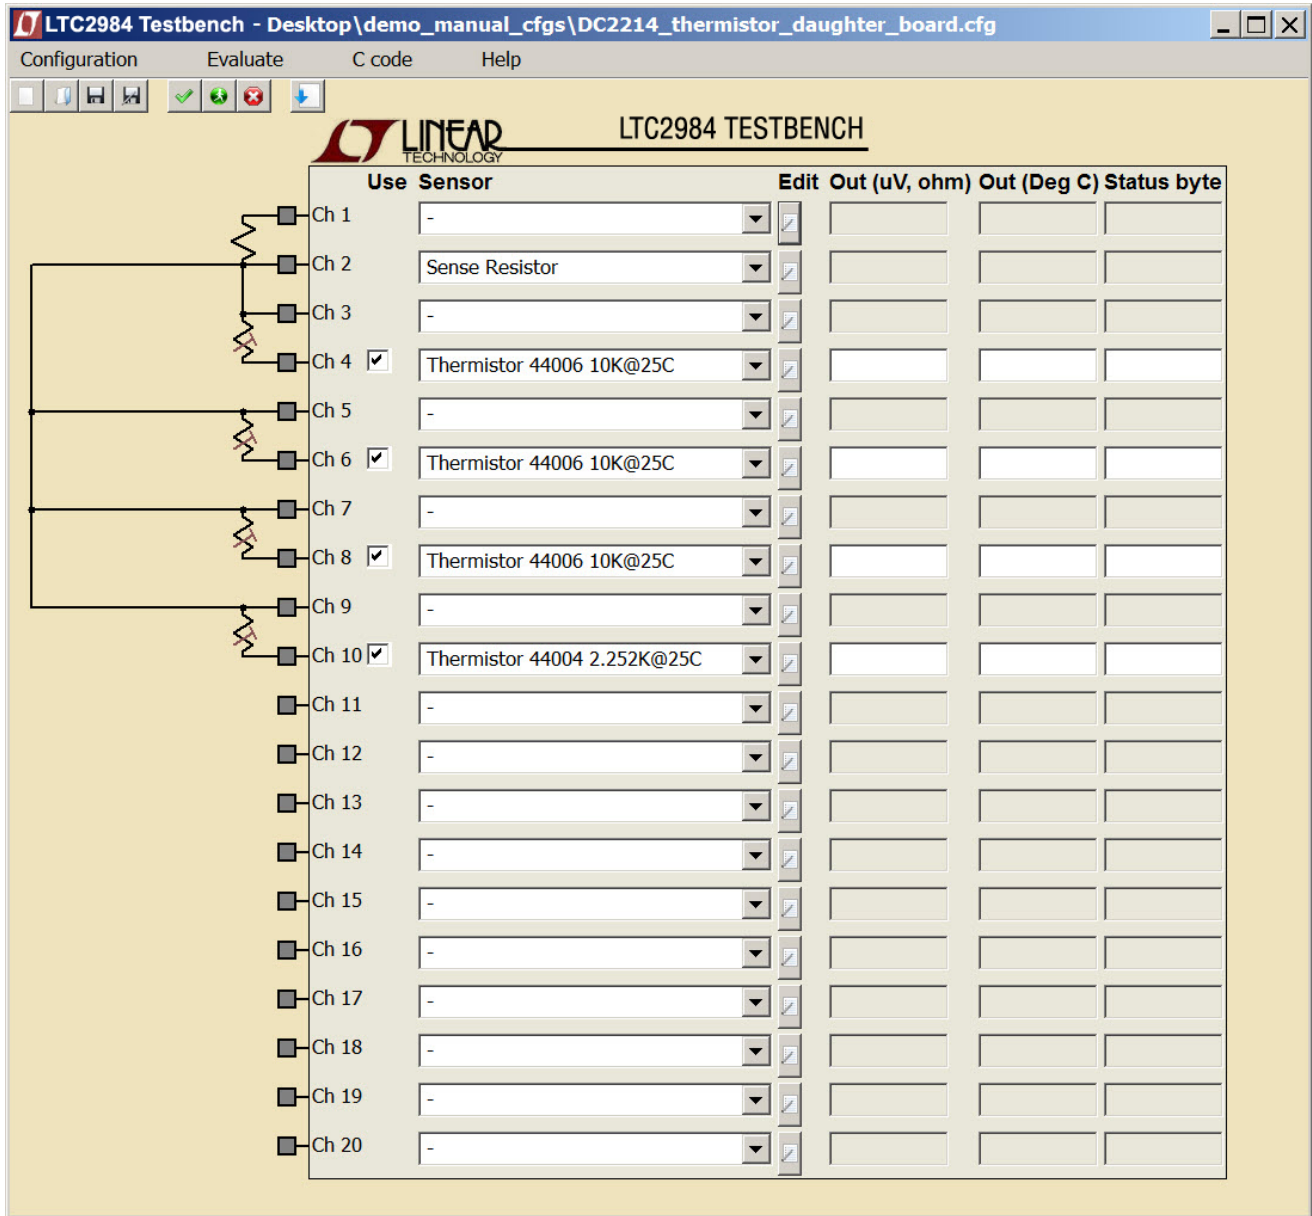 LTC2984 Testbench - Desktop\demo_manual_cfgs\DC2214_thermistor_daughter_board.cfg
Configuration Evaluate C code Help
LINEAR TECHNOLOGY
LTC2984 TESTBENCH
Use Sensor Edit Out (uV, ohm) Out (Deg C) Status byte
Ch 1 -
Ch 2 Sense Resistor
Ch 3 -
Ch 4 Thermistor 44006 10K@25C
Ch 5 -
Ch 6 Thermistor 44006 10K@25C
Ch 7 -
Ch 8 Thermistor 44006 10K@25C
Ch 9 -
Ch 10 Thermistor 44004 2.252K@25C
Ch 11 -
Ch 12 -
Ch 13 -
Ch 14 -
Ch 15 -
Ch 16 -
Ch 17 -
Ch 18 -
Ch 19 -
Ch 20 -